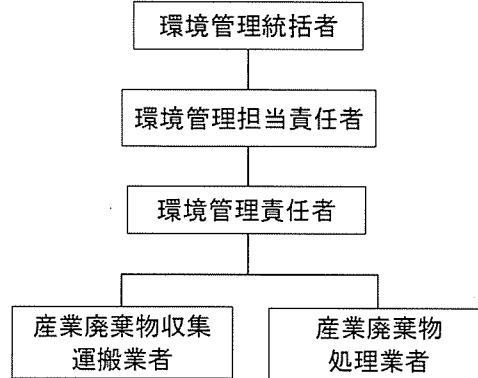 環境管理統括者
環境管理担当責任者
環境管理責任者
産業廃棄物収集
運搬業者
産業廃棄物
処理業者